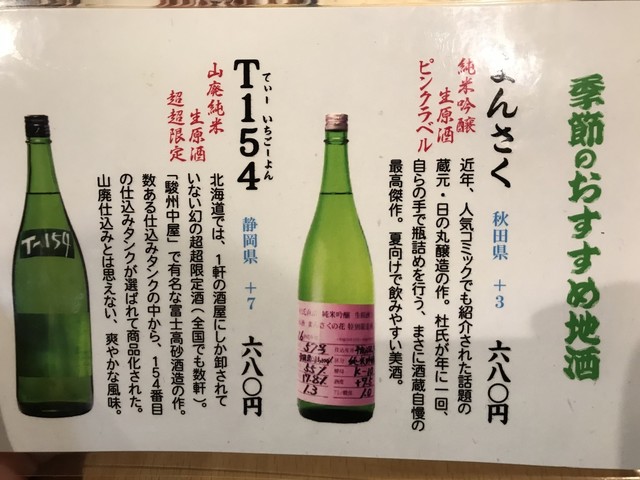 季節のおすすめ地酒
まんさく 秋田県 +3 六八〇円
純米吟醸
生原酒
ピンクラベル
近年、人気コミックでも紹介された話題の
蔵元・日の丸醸造の作。杜氏が年に一回、
自らの手で瓶詰めを行う、まさに酒蔵自慢の
最高傑作。夏向けで飲みやすい美酒。
てぃー いちごーよん
T154 静岡県 +7 六八〇円
山廃純米
生原酒
超超限定
北海道では、1軒の酒屋にしか卸されて
いない幻の超超限定酒(全国でも数軒)。
「駿州中屋」で有名な富士高砂酒造の作。
数ある仕込みタンクの中から、154番目
の仕込みタンクが選ばれて商品化された。
山廃仕込みとは思えない、爽やかな風味。
T-154
純米吟醸